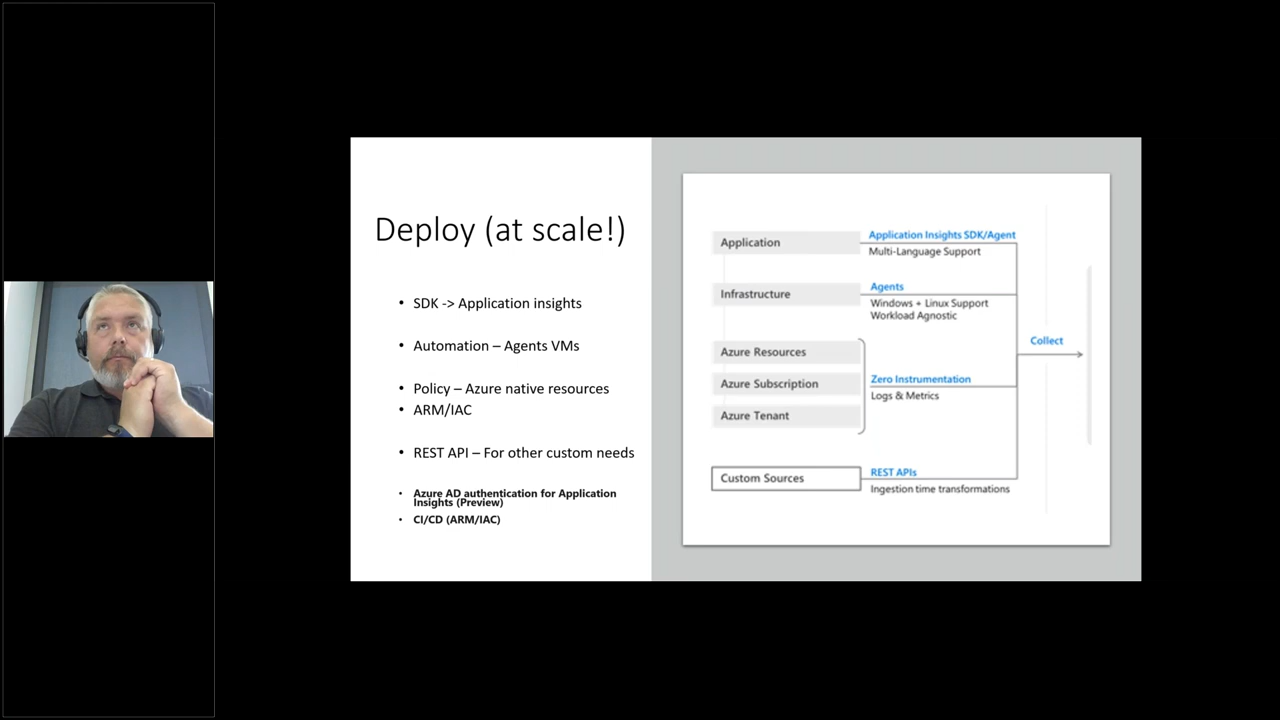 Deploy (at scale!)
• SDK -> Application insights
• Automation – Agents VMs
• Policy – Azure native resources
• ARM/IAC
• REST API – For other custom needs
• Azure AD authentication for Application
Insights (Preview)
• CI/CD (ARM/IAC)
Application
Application Insights SDK/Agent
Multi-Language Support
Infrastructure
Agents
Windows + Linux Support
Workload Agnostic
Azure Resources
Azure Subscription
Azure Tenant
Zero Instrumentation
Logs & Metrics
Custom Sources
REST APIs
Ingestion time transformations
Collect